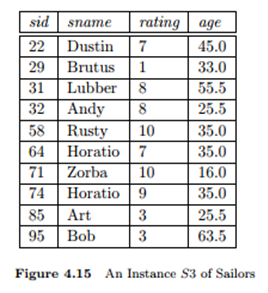 sid sname rating age
22 Dustin 7 45.0
29 Brutus 1 33.0
31 Lubber 8 55.5
32 Andy 8 25.5
58 Rusty 10 35.0
64 Horatio 7 35.0
71 Zorba 10 16.0
74 Horatio 9 35.0
85 Art 3 25.5
95 Bob 3 63.5
Figure 4.15 An Instance S3 of Sailors